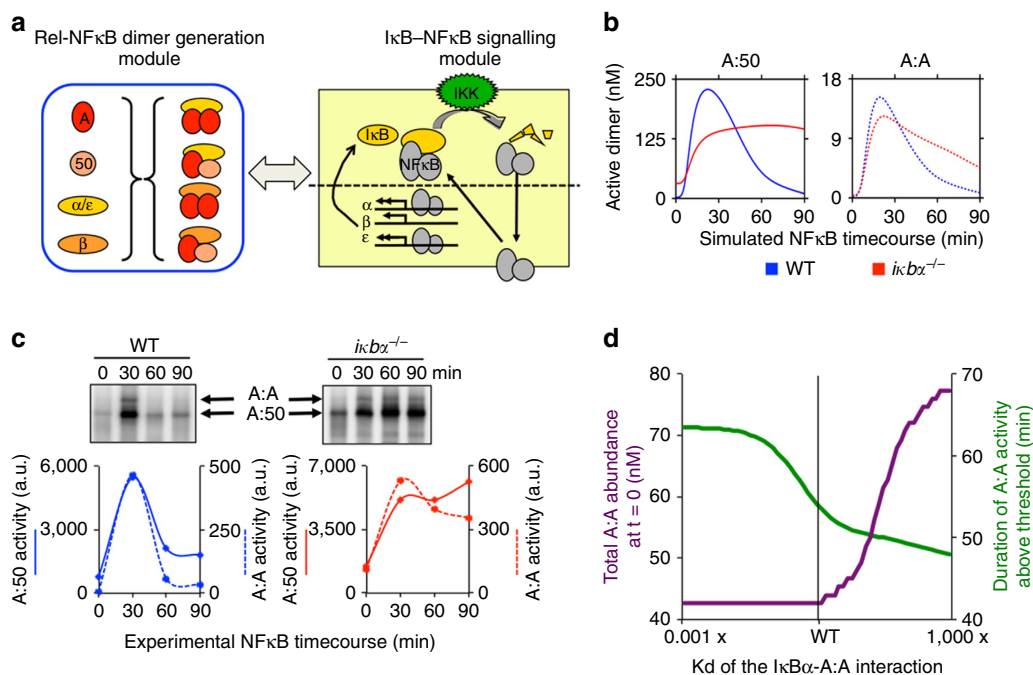 a
Rel-NFκB dimer generation
module
IκB–NFκB signalling
module
A
50
α/ε
β
IKK
IκB
NFκB
α
β
ε
b
A:50
A:A
Active dimer (nM)
250
125
0
18
9
0
0 30 60 90
0 30 60 90
Simulated NFκB timecourse (min)
WT
iκbα−/−
c
WT
iκbα−/−
0 30 60 90
0 30 60 90 min
A:A
A:50
A:50 activity (a.u.)
6,000
3,000
0
500
250
0
A:A activity (a.u.)
A:50 activity (a.u.)
7,000
3,500
0
600
300
0
A:A activity (a.u.)
0 30 60 90
0 30 60 90
Experimental NFκB timecourse (min)
d
Total A:A abundance
at t = 0 (nM)
80
70
60
50
40
70
60
50
40
Duration of A:A activity
above threshold (min)
0.001 x WT 1,000 x
Kd of the IκBα-A:A interaction